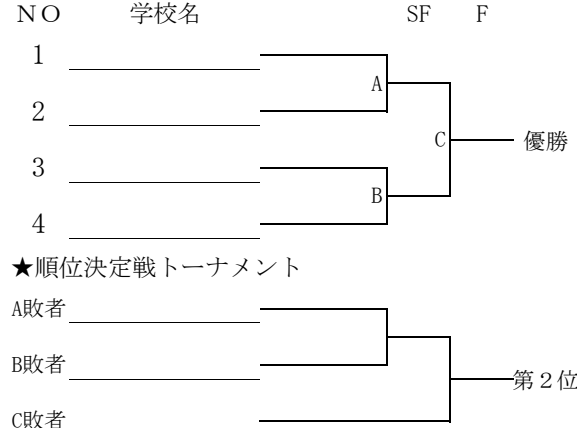 NO 学校名 SF F
1
A
2
C 優勝
3
B
4
★順位決定戦トーナメント
A敗者
B敗者
第２位
C敗者